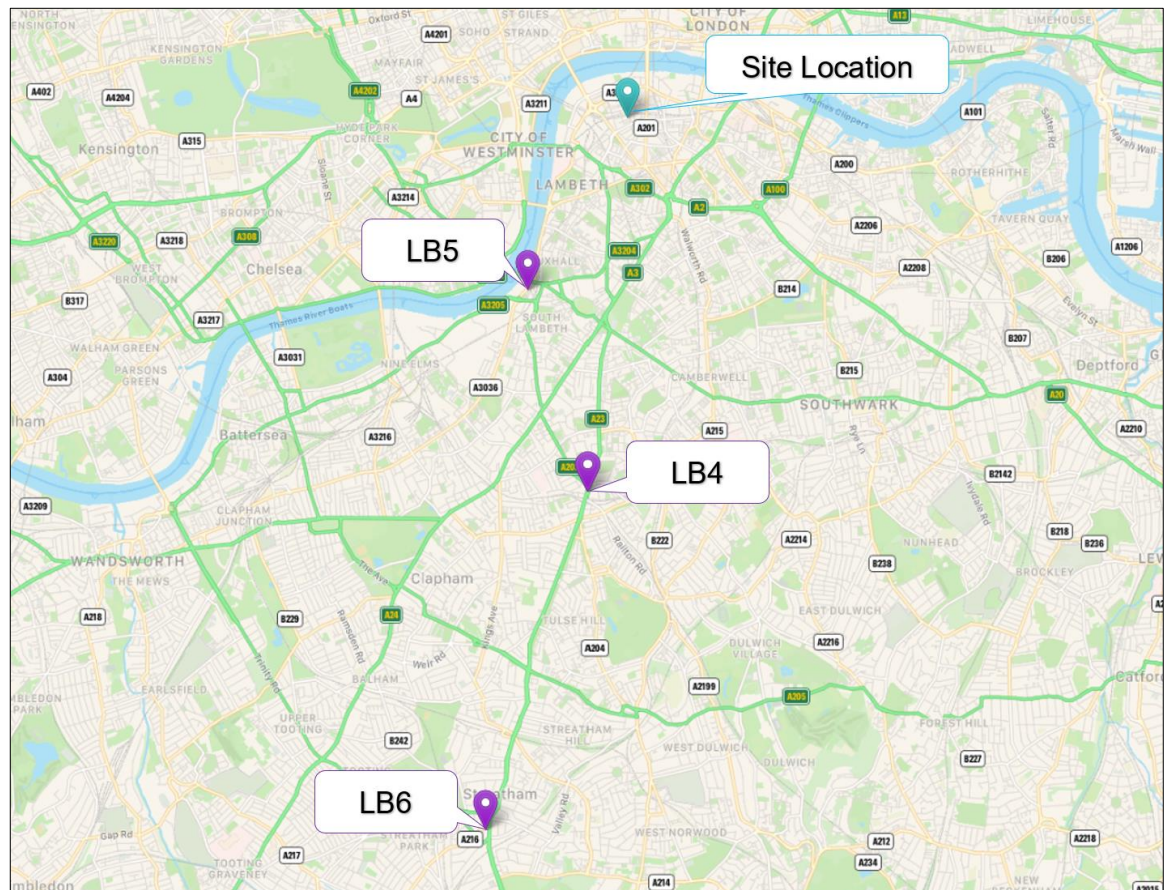 NORTH
KENSINGTON
Oxford St
ST GILES
CITY OF
LONDON
A13
LIMEHOUSE
A4201
SOHO
STRAND
KENSINGTON
GARDENS
MAYFAIR
ST JAMES'S
Site Location
A402
A4204
A4202
A4
A3211
Thames Clippers
A101
Salter Rd
Marsh Wall
A201
A315
HYDE PARK
CORNER
CITY OF
WESTMINSTER
Kensington
Sloane St
A200
ROTHERHITHE
A3214
LAMBETH
A302
A100
A2
BROMPTON
TAVERN QUAY
A3220
A3218
A308
LB5
Walworth Rd
A2206
A1206
A3204
B206
WEST
BROMPTON
Chelsea
A3
A2208
B317
A3205
B214
Evelyn St
A3217
Thames River Boats
SOUTH
LAMBETH
WALHAM GREEN
B207
PARSONS
GREEN
A3031
NINE ELMS
Deptford
A304
A3036
CAMBERWELL
B215
A20
SOUTHWARK
A23
Battersea
A3216
A215
Rye Ln
A2210
LB4
B2142
Ivydale Rd
A3209
CLAPHAM
JUNCTION
B222
A2214
NUNHEAD
B218
B236
WANDSWORTH
Railton Rd
B238
THE MEWS
The Ave
Clapham
BROCKLEY
A218
B229
A24
Ramsden Rd
Kings Ave
TULSE HILL
EAST DULWICH
A204
DULWICH
VILLAGE
A2216
Weir Rd
BALHAM
Trinity Rd
EARLSFIELD
A2199
A205
UPPER
TOOTING
STREATHAM
HILL
FOREST HILL
B242
WEST DULWICH
DULWICH
B227
LB6
Valley Rd
A216
STREATHAM
PARK
WEST NORWOOD
Gap Rd
A212
A2218
A217
TOOTING
GRAVENEY
A234
A214
NEW
BECKENHAM
A2015